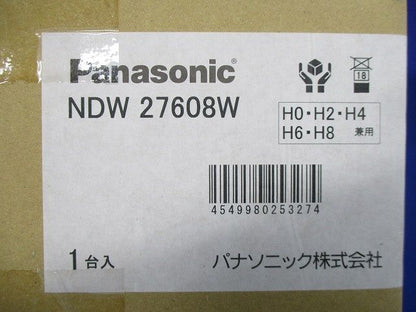 Panasonic®
NDW 27608W
H0・H2・H4
H6・H8 兼用
18
4549980253274
1台入
パナソニック株式会社